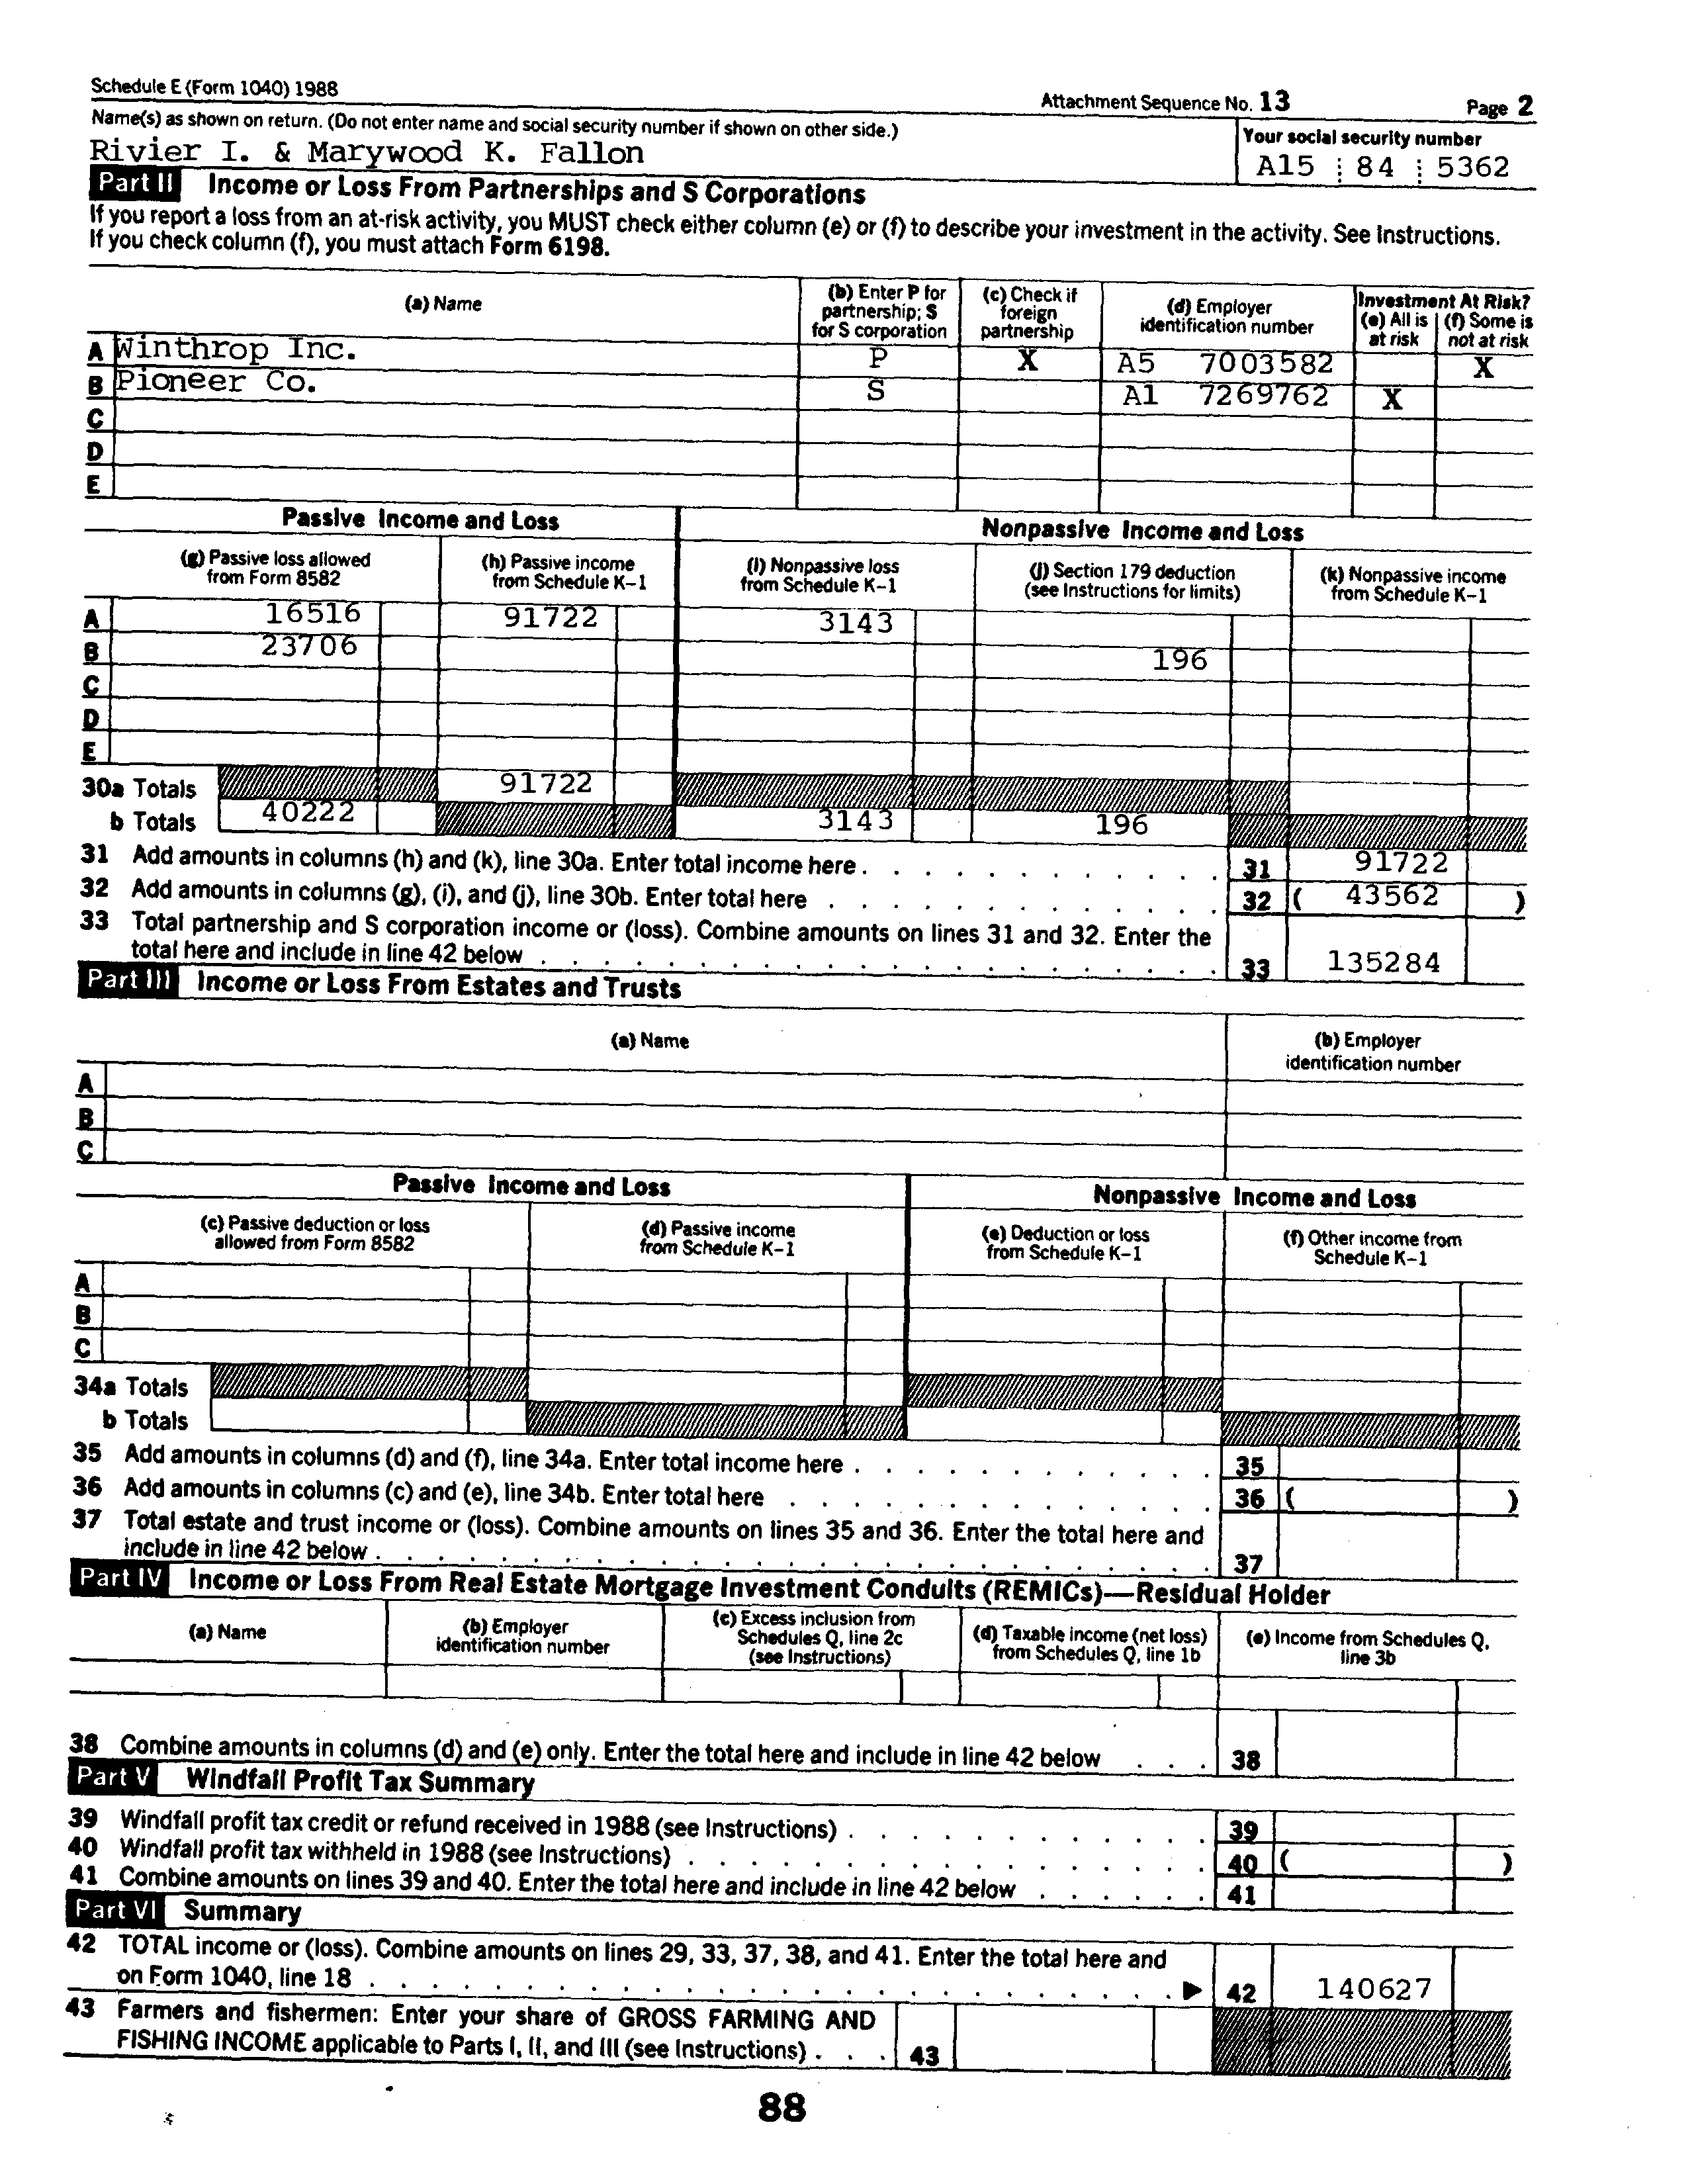 Schedule E (Form 1040) 1988
Attachment Sequence No. 13
Page 2
Name(s) as shown on return. (Do not enter name and social security number if shown on other side.)
Your social security number
Rivier I. & Marywood K. Fallon
A15 84 5362
Part II Income or Loss From Partnerships and S Corporations
If you report a loss from an at-risk activity, you MUST check either column (e) or (f) to describe your investment in the activity. See Instructions.
If you check column (f), you must attach Form 6198.
(a) Name
(b) Enter P for partnership; S for S corporation
(c) Check if foreign partnership
(d) Employer identification number
Investment At Risk?
(e) All is at risk
(f) Some is not at risk
A Winthrop Inc. P X A5 7003582 X
B Pioneer Co. S A1 7269762 X
C
D
E
Passive Income and Loss
Nonpassive Income and Loss
(g) Passive loss allowed from Form 8582
(h) Passive income from Schedule K-1
(i) Nonpassive loss from Schedule K-1
(j) Section 179 deduction (see Instructions for limits)
(k) Nonpassive income from Schedule K-1
A 16516 91722 3143
B 23706 196
C
D
E
30a Totals 91722
b Totals 40222 3143 196
31 Add amounts in columns (h) and (k), line 30a. Enter total income here . 31 91722
32 Add amounts in columns (g), (i), and (j), line 30b. Enter total here . 32 ( 43562 )
33 Total partnership and S corporation income or (loss). Combine amounts on lines 31 and 32. Enter the
total here and include in line 42 below . 33 135284
Part III Income or Loss From Estates and Trusts
(a) Name
(b) Employer identification number
A
B
C
Passive Income and Loss
Nonpassive Income and Loss
(c) Passive deduction or loss allowed from Form 8582
(d) Passive income from Schedule K-1
(e) Deduction or loss from Schedule K-1
(f) Other income from Schedule K-1
A
B
C
34a Totals
b Totals
35 Add amounts in columns (d) and (f), line 34a. Enter total income here . 35
36 Add amounts in columns (c) and (e), line 34b. Enter total here . 36 ( )
37 Total estate and trust income or (loss). Combine amounts on lines 35 and 36. Enter the total here and
include in line 42 below . 37
Part IV Income or Loss From Real Estate Mortgage Investment Conduits (REMICs)—Residual Holder
(a) Name
(b) Employer identification number
(c) Excess inclusion from Schedules Q, line 2c (see Instructions)
(d) Taxable income (net loss) from Schedules Q, line 1b
(e) Income from Schedules Q, line 3b
38 Combine amounts in columns (d) and (e) only. Enter the total here and include in line 42 below . 38
Part V Windfall Profit Tax Summary
39 Windfall profit tax credit or refund received in 1988 (see Instructions) . 39
40 Windfall profit tax withheld in 1988 (see Instructions) . 40 ( )
41 Combine amounts on lines 39 and 40. Enter the total here and include in line 42 below . 41
Part VI Summary
42 TOTAL income or (loss). Combine amounts on lines 29, 33, 37, 38, and 41. Enter the total here and
on Form 1040, line 18 . ▶ 42 140627
43 Farmers and fishermen: Enter your share of GROSS FARMING AND
FISHING INCOME applicable to Parts I, II, and III (see Instructions) . 43
88